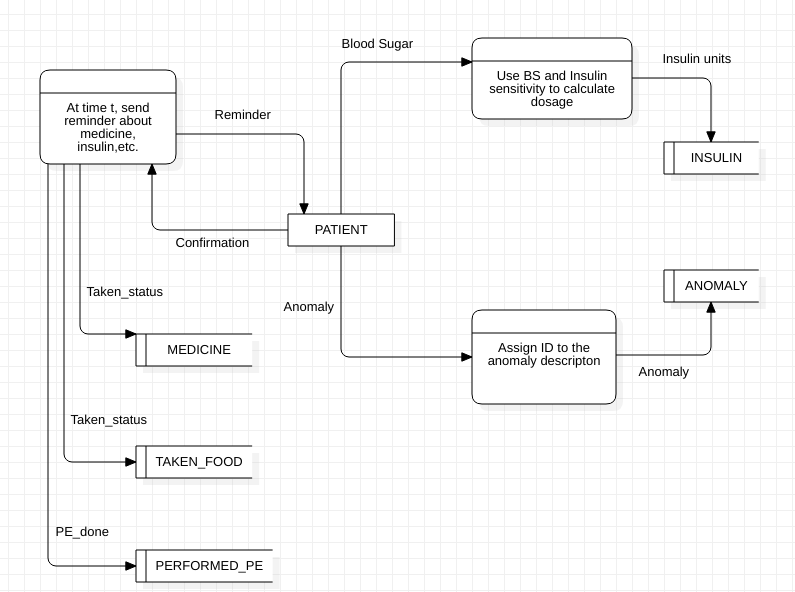 Blood Sugar
Use BS and Insulin
sensitivity to calculate
dosage
Insulin units
INSULIN
At time t, send
reminder about
medicine,
insulin,etc.
Reminder
PATIENT
Confirmation
ANOMALY
Anomaly
Assign ID to the
anomaly descripton
Anomaly
Taken_status
MEDICINE
Taken_status
TAKEN_FOOD
PE_done
PERFORMED_PE